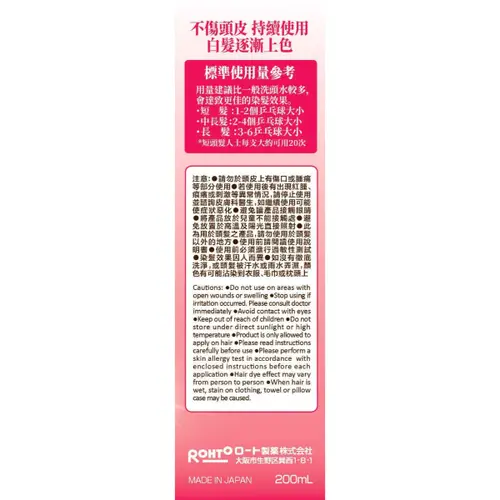 不傷頭皮 持續使用
白髮逐漸上色
標準使用量參考
用量建議比一般洗頭水較多,
會達致更佳的染髮效果。
•短　髮:1-2個乒乓球大小
•中長髮:2-4個乒乓球大小
•長　髮:3-6乒乓球大小
*短頭髮人士每支大約可用20次
注意:●請勿於頭皮上有傷口或腫痛
等部分使用●若使用後有出現紅腫、
痕癢或刺激等異常情況,請停止使用
並諮詢皮膚科醫生,如繼續使用可能
使症狀惡化●避免讓產品接觸眼睛
●將產品放於兒童不能接觸處●避
免放置於高溫及陽光直接照射●此
為用於頭髮之產品,請勿使用於頭髮
以外的地方●使用前請閱讀使用說
明書●使用前必須進行過敏性測試
●染髮效果因人而異●如沒有徹底
洗淨,或頭髮被汗水或雨水弄濕,顏
色有可能沾染到衣服、毛巾或枕頭上
Cautions: ●Do not use on areas with
open wounds or swelling ●Stop using if
irritation occurred. Please consult doctor
immediately ●Avoid contact with eyes
●Keep out of reach of children ●Do not
store under direct sunlight or high
temperature ●Product is only allowed to
apply on hair ●Please read instructions
carefully before use ●Please perform a
skin allergy test in accordance with
enclosed instructions before each
application ●Hair dye effect may vary
from person to person ●When hair is
wet, stain on clothing, towel or pillow
case may be caused.
ROHTO ロート製薬株式会社
大阪市生野区巽西1-8-1
MADE IN JAPAN 200mL